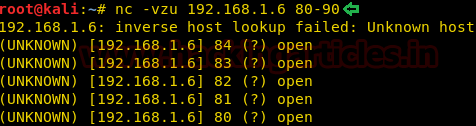 root@kali:~# nc -vzu 192.168.1.6 80-90
192.168.1.6: inverse host lookup failed: Unknown host
(UNKNOWN) [192.168.1.6] 84 (?) open
(UNKNOWN) [192.168.1.6] 83 (?) open
(UNKNOWN) [192.168.1.6] 82 (?) open
(UNKNOWN) [192.168.1.6] 81 (?) open
(UNKNOWN) [192.168.1.6] 80 (?) open